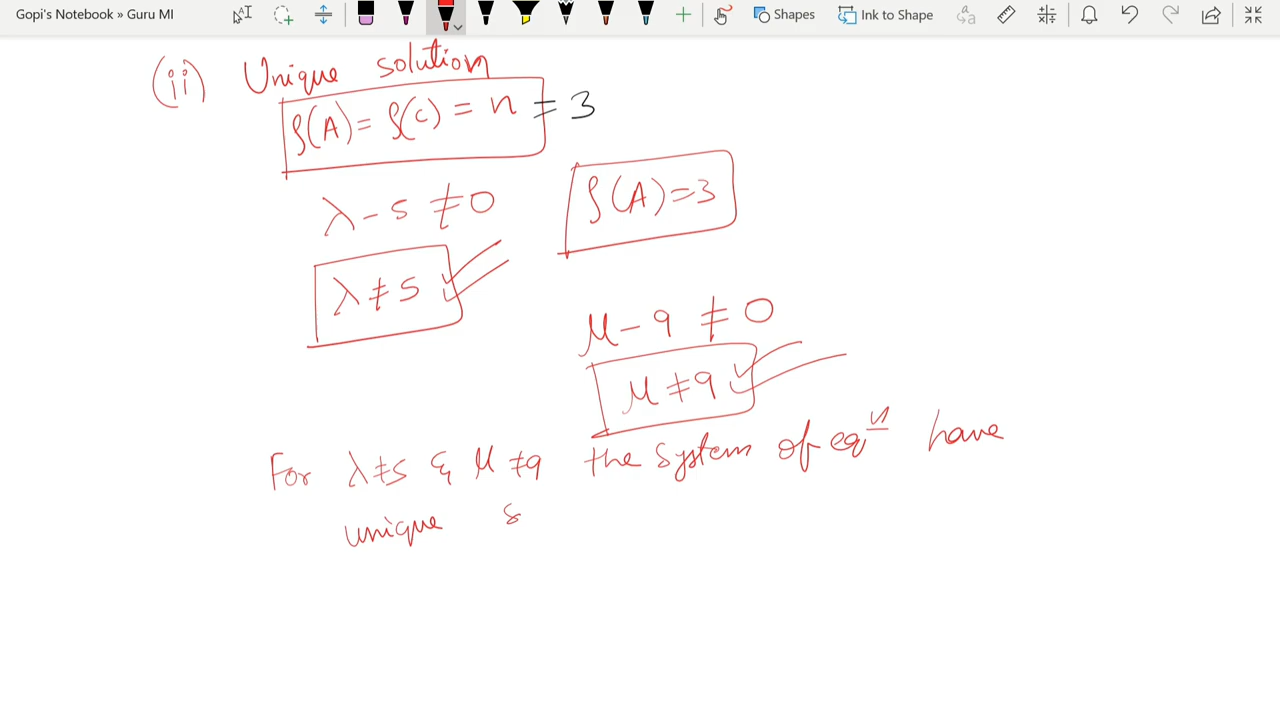 Gopi's Notebook » Guru MI
Shapes
Ink to Shape
(ii) Unique solution
ρ(A) = ρ(C) = n = 3
λ - 5 ≠ 0
ρ(A) = 3
λ ≠ 5
μ - 9 ≠ 0
μ ≠ 9
For λ ≠ 5 & μ ≠ 9 the system of eqⁿ have
unique s